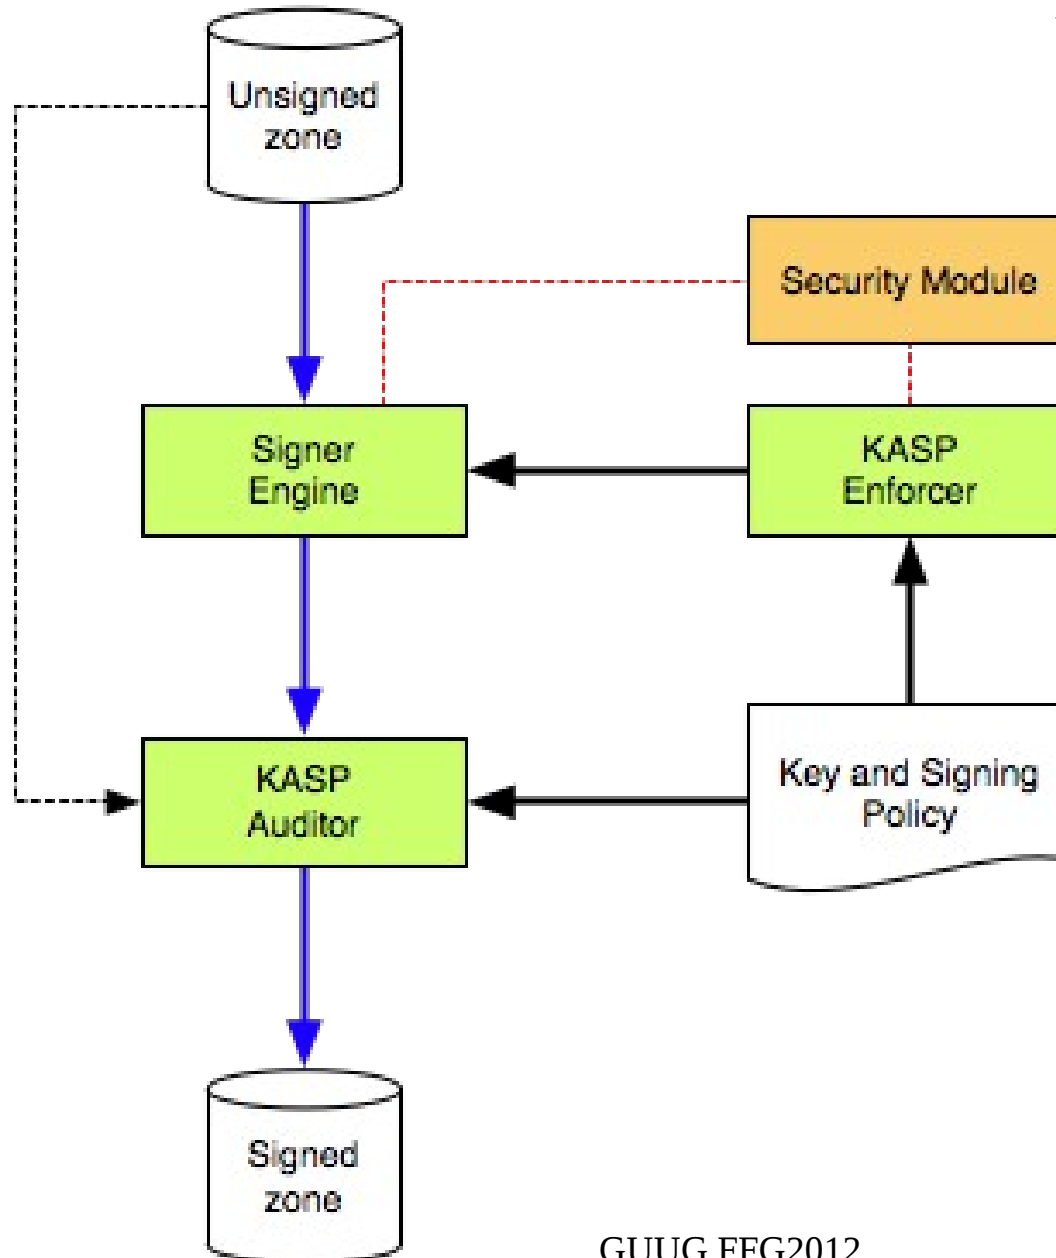 Unsigned
zone
Security Module
Signer
Engine
KASP
Enforcer
KASP
Auditor
Key and Signing
Policy
Signed
zone
GUUG FFG2012